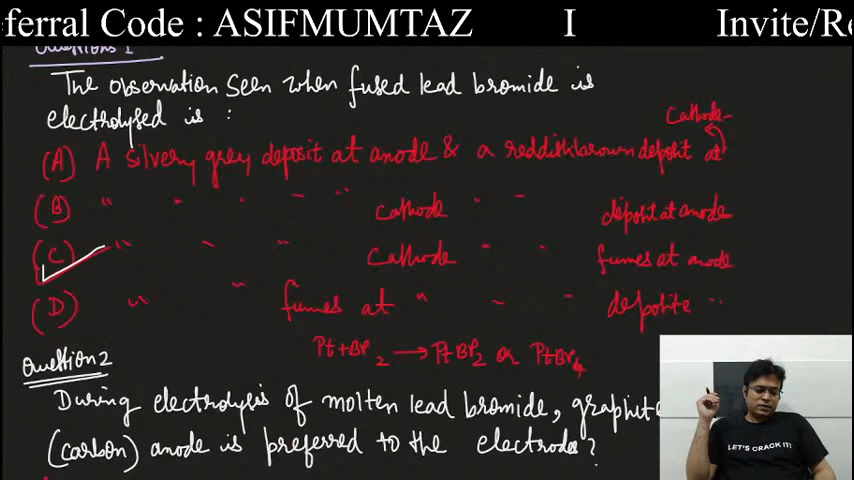 ferral Code : ASIFMUMTAZ I Invite/Re
Questions 1
The observation seen when fused lead bromide is
electrolysed is :
Cathode
(A) A silvery grey deposit at anode & a reddish brown deposit at
(B) " " " " " cathode " " deposit at anode
(C) " " " Cathode " " fumes at anode
(D) " " fumes at " " " deposite "
Pt + Br2 → PtBr2 or PtBr4
Question 2
During electrolysis of molten lead bromide, graphite
(carbon) anode is preferred to the electrodes?
LET'S CRACK IT!